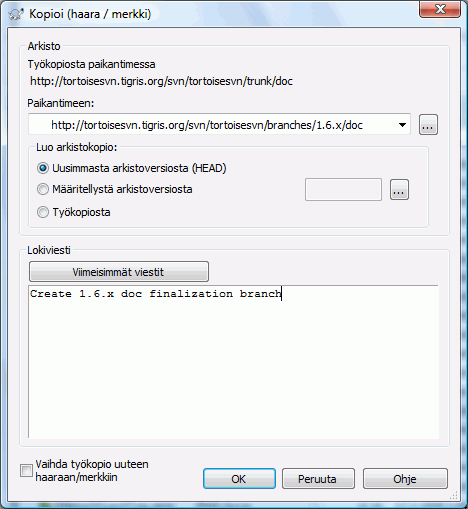 Kopioi (haara / merkki)
Arkisto
Työkopiosta paikantimessa
http://tortoisesvn.tigris.org/svn/tortoisesvn/trunk/doc
Paikantimeen:
http://tortoisesvn.tigris.org/svn/tortoisesvn/branches/1.6.x/doc
...
Luo arkistokopio:
Uusimmasta arkistoversiosta (HEAD)
Määritellystä arkistoversiosta
...
Työkopiosta
Lokiviesti
Viimeisimmät viestit
Create 1.6.x doc finalization branch
Vaihda työkopio uuteen
haaraan/merkkiin
OK
Peruuta
Ohje